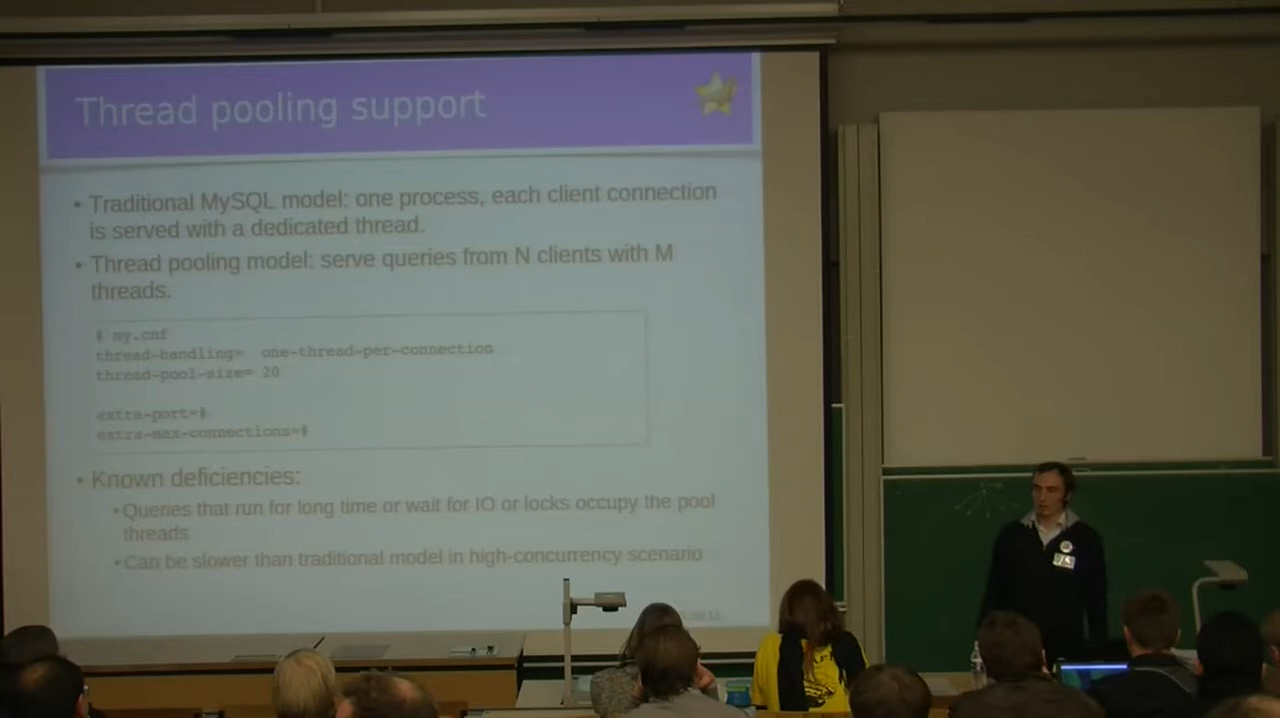 Thread pooling support
• Traditional MySQL model: one process, each client connection
is served with a dedicated thread.
• Thread pooling model: serve queries from N clients with M
threads.
# my.cnf
thread-handling= one-thread-per-connection
thread-pool-size= 20
extra-port=#
extra-max-connections=#
• Known deficiencies:
• Queries that run for long time or wait for IO or locks occupy the pool
threads
• Can be slower than traditional model in high-concurrency scenario